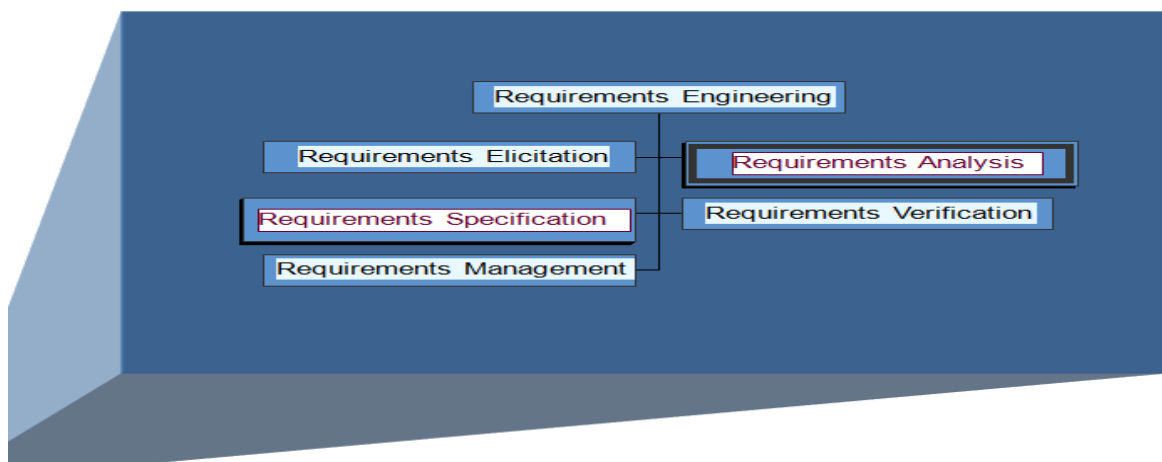 Requirements Engineering
Requirements Elicitation
Requirements Analysis
Requirements Specification
Requirements Verification
Requirements Management